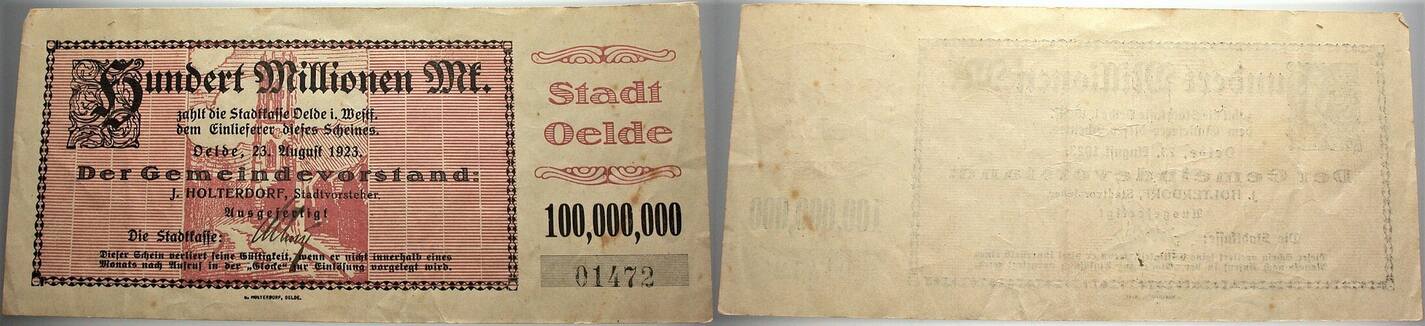 Hundert Millionen Mk.
zahlt die Stadtkasse Oelde i. Westf.
dem Einlieferer dieses Scheines.
Oelde, 23. August 1923.
Der Gemeindevorstand:
J. HOLTERDORF, Stadtvorsteher.
Ausgefertigt
Die Stadtkasse:
Dieser Schein verliert seine Gültigkeit, wenn er nicht innerhalb eines
Monats nach Aufruf in der „Glocke" zur Einlösung vorgelegt wird.
E. HOLTERDORF, OELDE.
Stadt
Oelde
100,000,000
01472